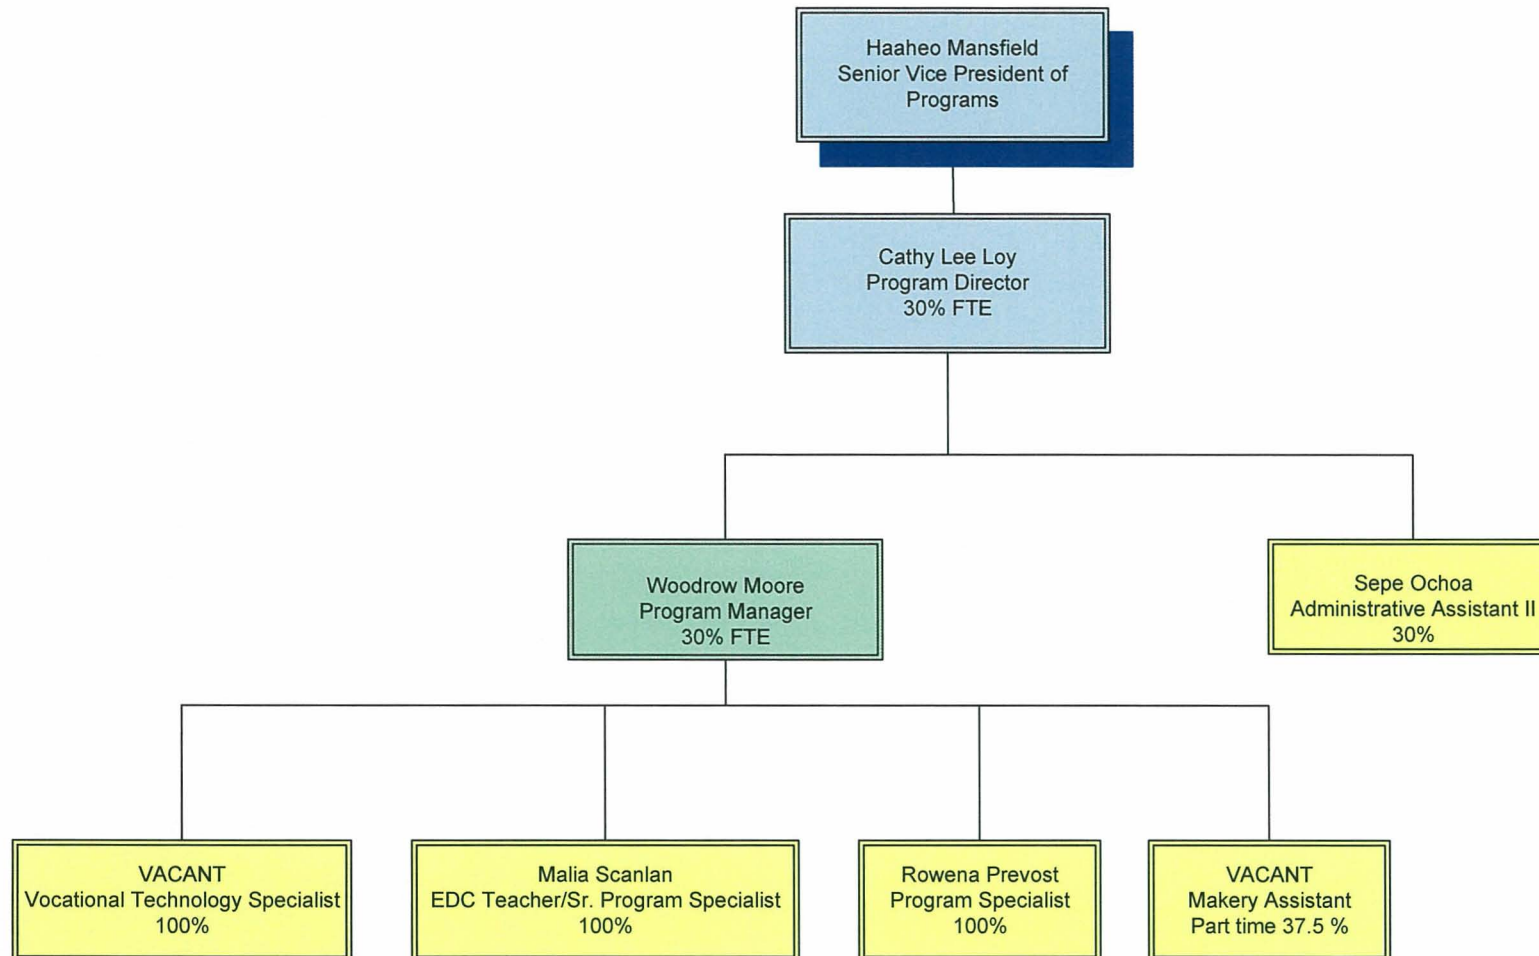 Haaheo Mansfield
Senior Vice President of
Programs
Cathy Lee Loy
Program Director
30% FTE
Woodrow Moore
Program Manager
30% FTE
Sepe Ochoa
Administrative Assistant II
30%
VACANT
Vocational Technology Specialist
100%
Malia Scanlan
EDC Teacher/Sr. Program Specialist
100%
Rowena Prevost
Program Specialist
100%
VACANT
Makery Assistant
Part time 37.5 %